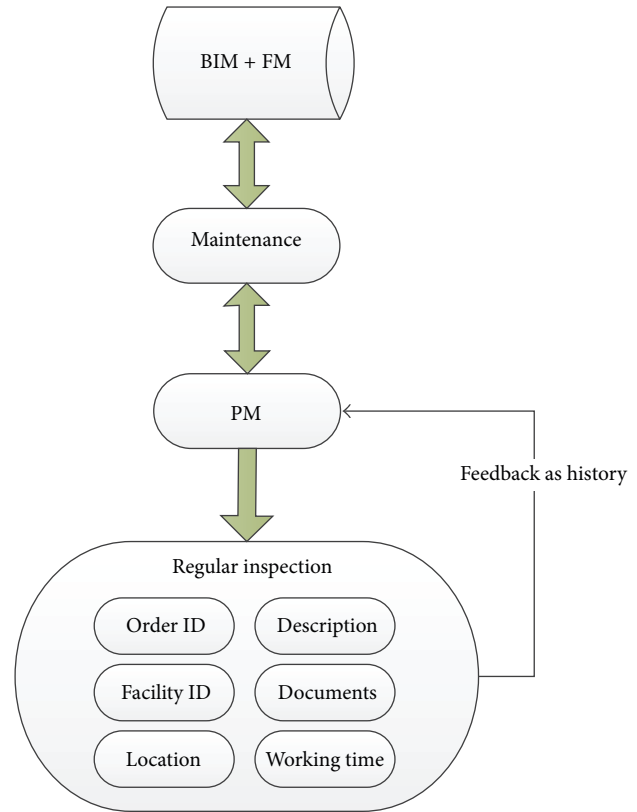 BIM + FM
Maintenance
PM
Feedback as history
Regular inspection
Order ID
Description
Facility ID
Documents
Location
Working time